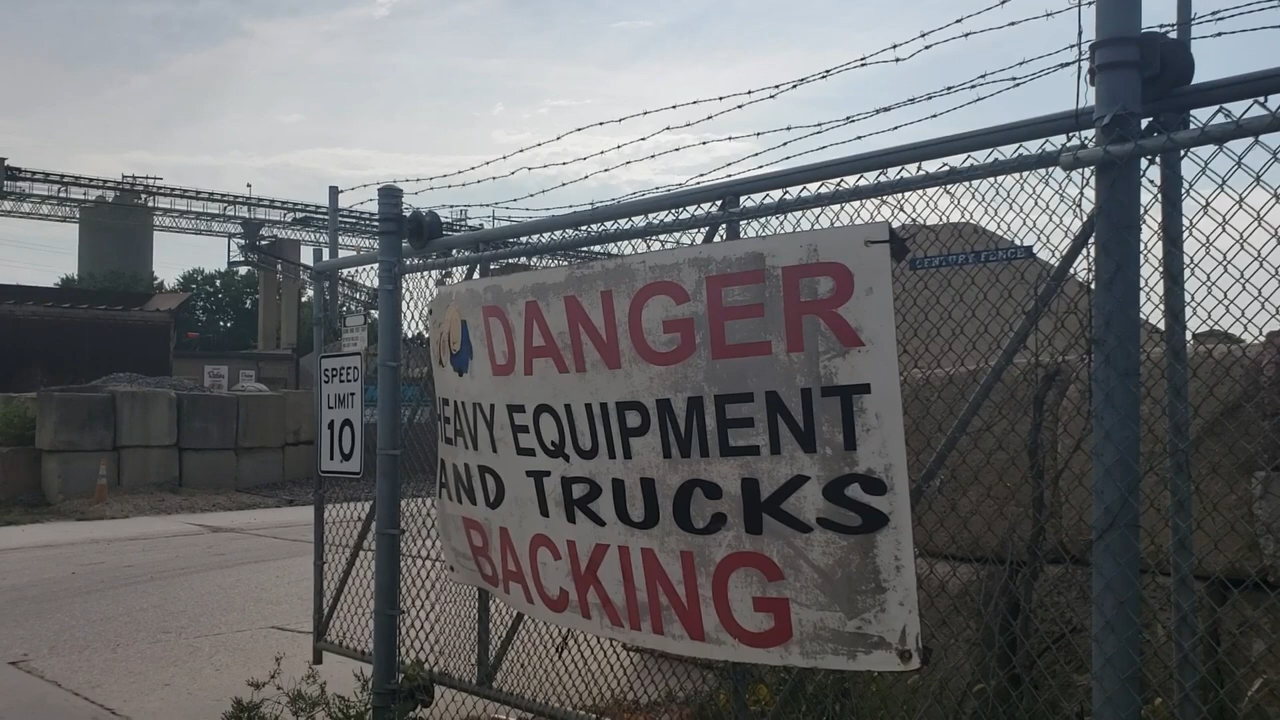 DANGER
HEAVY EQUIPMENT
AND TRUCKS
BACKING
SPEED
LIMIT
10
CENTURY FENCE